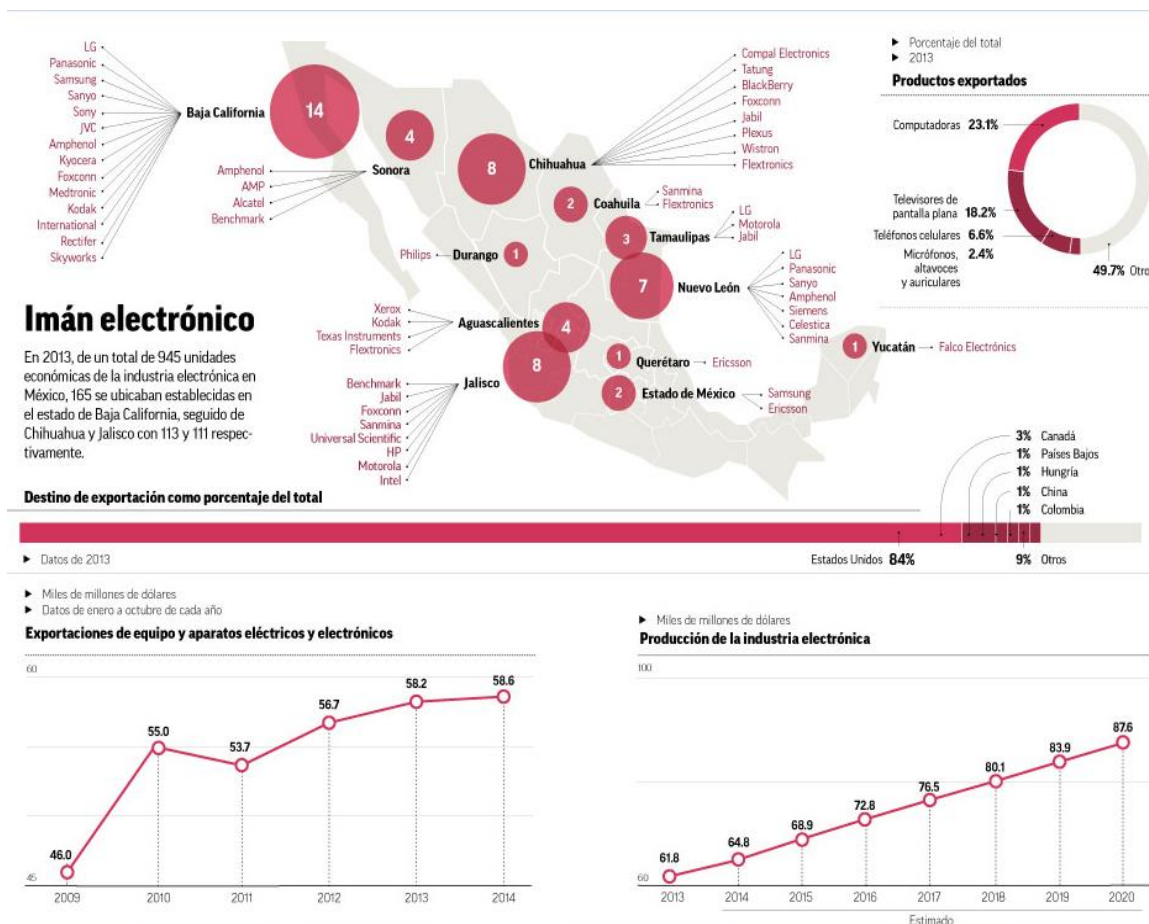 LG
Panasonic
Samsung
Sanyo
Sony
JVC
Amphenol
Kyocera
Foxconn
Medtronic
Kodak
International
Rectifer
Skyworks
Baja California
14
Amphenol
AMP
Alcatel
Benchmark
Sonora
4
8
Chihuahua
Compal Electronics
Tatung
BlackBerry
Foxconn
Jabil
Plexus
Wistron
Flextronics
2
Coahuila
Sanmina
Flextronics
Philips
Durango
1
3
Tamaulipas
LG
Motorola
Jabil
7
Nuevo León
LG
Panasonic
Sanyo
Amphenol
Siemens
Celestica
Sanmina
Xerox
Kodak
Texas Instruments
Flextronics
Aguascalientes
4
Benchmark
Jabil
Foxconn
Sanmina
Universal Scientific
HP
Motorola
Intel
Jalisco
8
1
Querétaro
Ericsson
2
Estado de México
Samsung
Ericsson
1
Yucatán
Falco Electrónics
Porcentaje del total
2013
Productos exportados
Computadoras 23.1%
Televisores de
pantalla plana 18.2%
Teléfonos celulares 6.6%
Micrófonos, 2.4%
altavoces
y auriculares
49.7% Otro
Imán electrónico
En 2013, de un total de 945 unidades
económicas de la industria electrónica en
México, 165 se ubicaban establecidas en
el estado de Baja California, seguido de
Chihuahua y Jalisco con 113 y 111 respec-
tivamente.
Destino de exportación como porcentaje del total
3% Canadá
1% Países Bajos
1% Hungría
1% China
1% Colombia
Datos de 2013
Estados Unidos 84%
9% Otros
Miles de millones de dólares
Datos de enero a octubre de cada año
Exportaciones de equipo y aparatos eléctricos y electrónicos
60
46.0
55.0
53.7
56.7
58.2
58.6
45
2009 2010 2011 2012 2013 2014
Miles de millones de dólares
Producción de la industria electrónica
100
61.8
64.8
68.9
72.8
76.5
80.1
83.9
87.6
60
2013 2014 2015 2016 2017 2018 2019 2020
Estimado